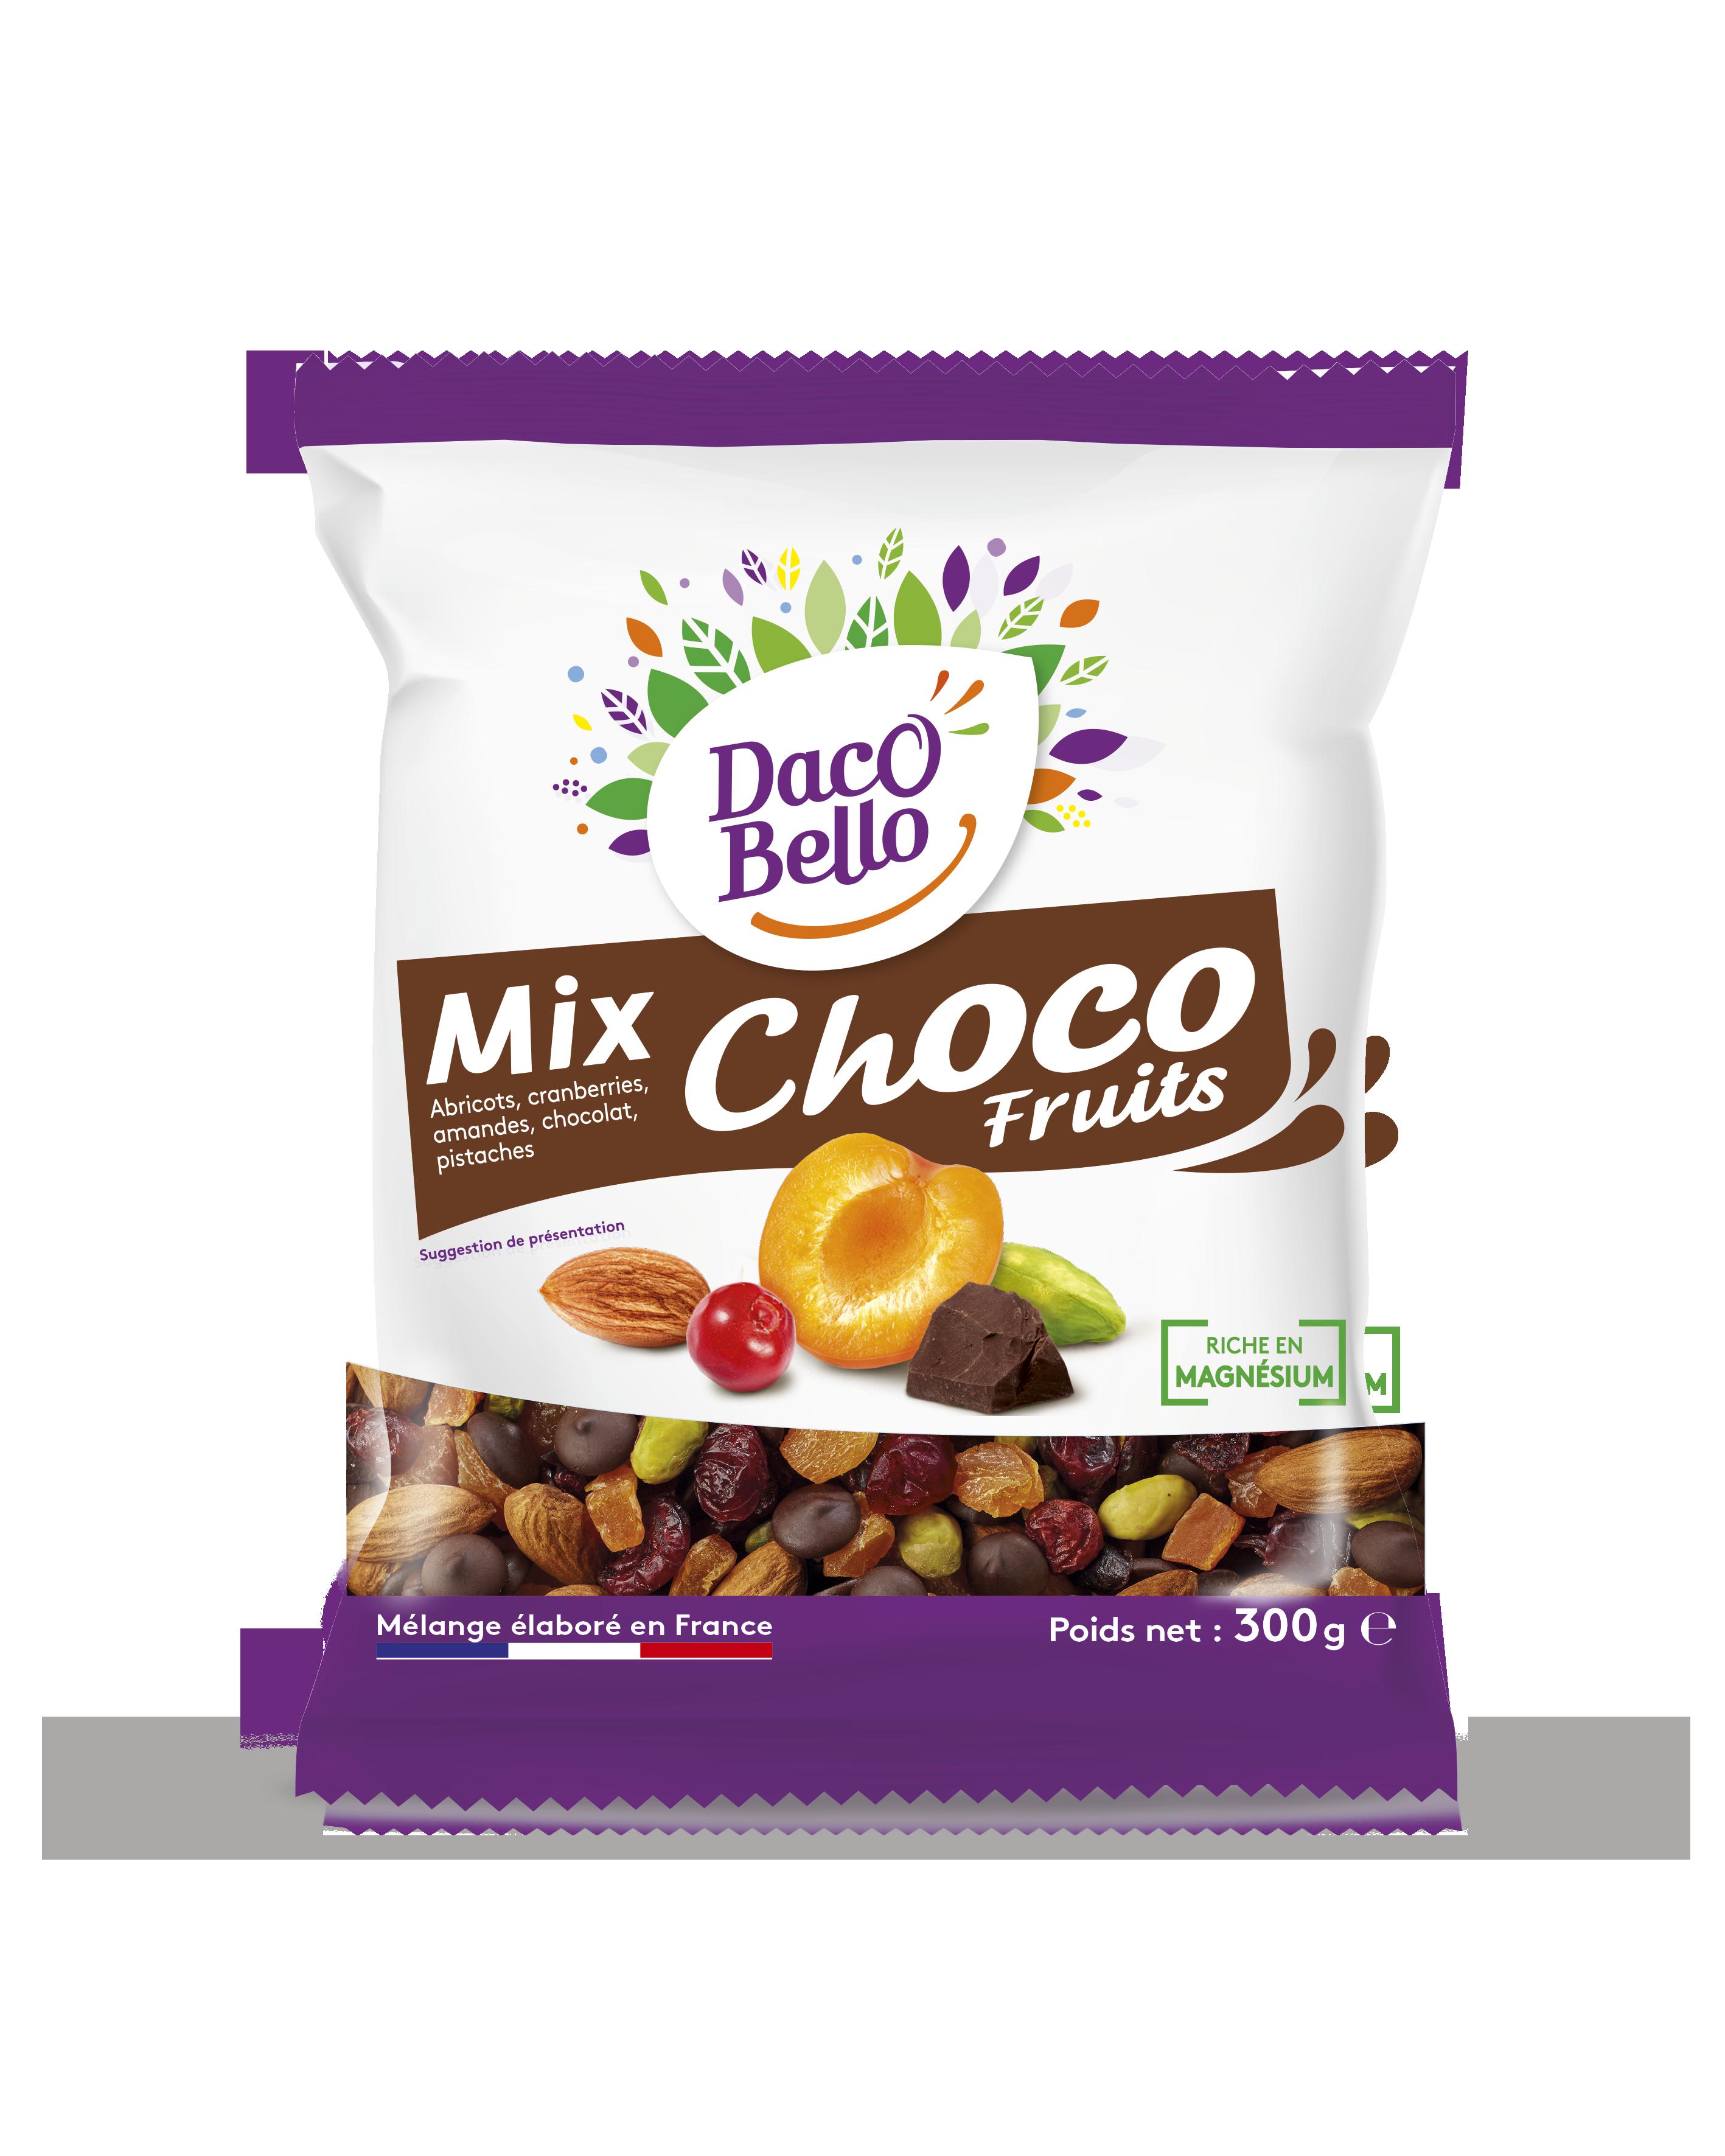 Daco
Bello
Mix Choco
Fruits
Abricots, cranberries,
amandes, chocolat,
pistaches
Suggestion de présentation
RICHE EN
MAGNÉSIUM
M
Mélange élaboré en France
Poids net : 300g ℮